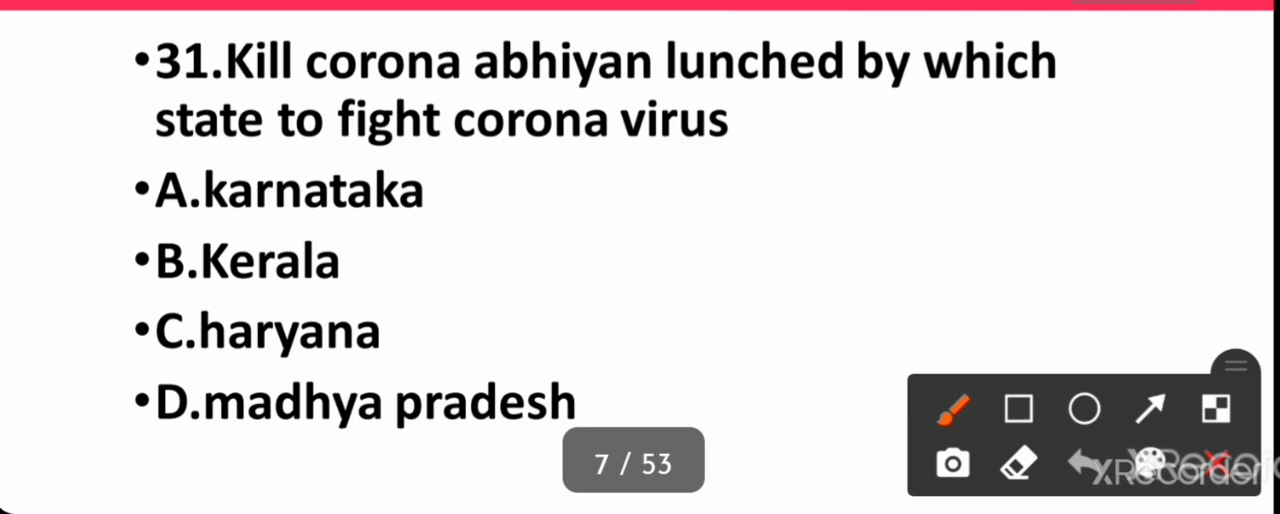 •31.Kill corona abhiyan lunched by which
state to fight corona virus
•A.karnataka
•B.Kerala
•C.haryana
•D.madhya pradesh
7 / 53
XRecorder